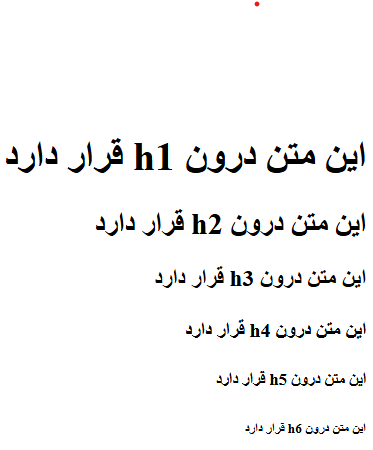 این متن درون h1 قرار دارد
این متن درون h2 قرار دارد
این متن درون h3 قرار دارد
این متن درون h4 قرار دارد
این متن درون h5 قرار دارد
این متن درون h6 قرار دارد